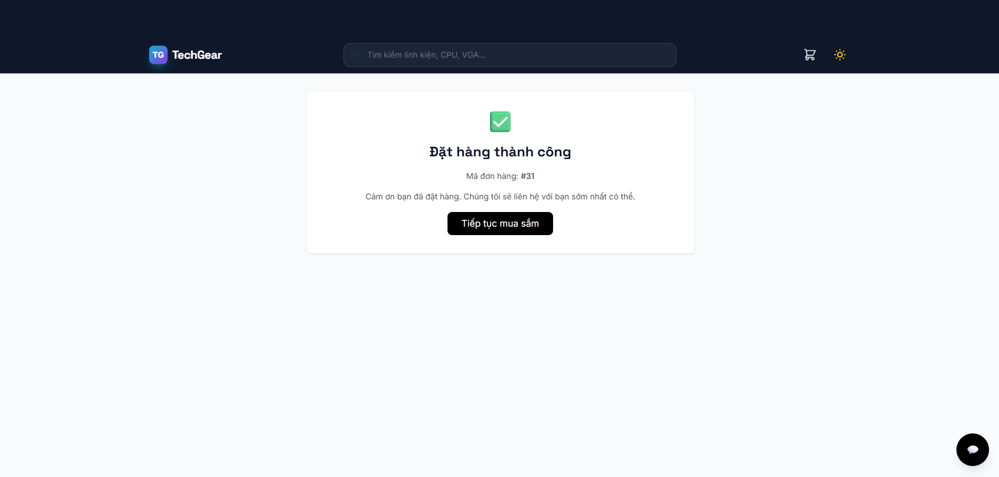 TG TechGear
Tìm kiếm linh kiện, CPU, VGA...
Đặt hàng thành công
Mã đơn hàng: #31
Cảm ơn bạn đã đặt hàng. Chúng tôi sẽ liên hệ với bạn sớm nhất có thể.
Tiếp tục mua sắm